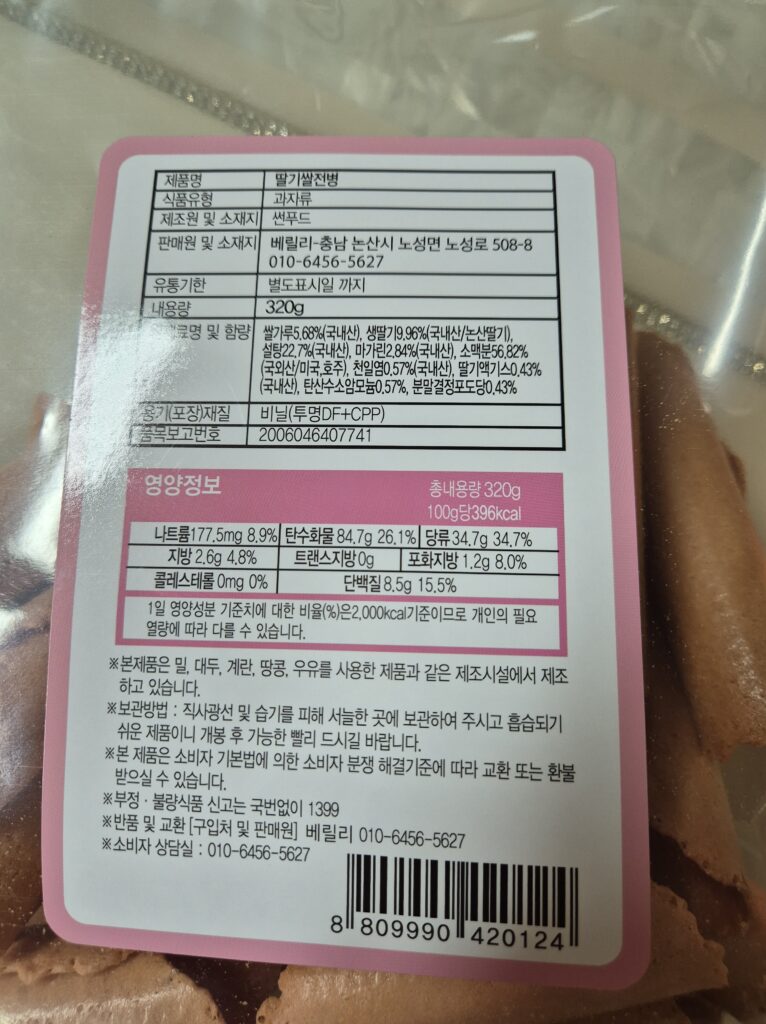 제품명 딸기쌀전병
식품유형 과자류
제조원 및 소재지 썬푸드
판매원 및 소재지 베릴리-충남 논산시 노성면 노성로 508-8
010-6456-5627
유통기한 별도표시일 까지
내용량 320g
료명 및 함량 쌀가루5.68%(국내산), 생딸기9.96%(국내산/논산딸기),
설탕22.7%(국내산), 마가린2.84%(국내산), 소맥분56.82%
(국외산/미국,호주), 천일염0.57%(국내산), 딸기액기스0.43%
(국내산), 탄산수소암모늄0.57%, 분말결정포도당0.43%
용기(포장)재질 비닐(투명DF+CPP)
품목보고번호 2006046407741
영양정보 총내용량 320g
100g당396kcal
나트륨177.5mg 8.9% 탄수화물 84.7g 26.1% 당류 34.7g 34.7%
지방 2.6g 4.8% 트랜스지방 0g 포화지방 1.2g 8.0%
콜레스테롤 0mg 0% 단백질 8.5g 15.5%
1일 영양성분 기준치에 대한 비율(%)은2,000kcal기준이므로 개인의 필요
열량에 따라 다를 수 있습니다.
※본제품은 밀, 대두, 계란, 땅콩, 우유를 사용한 제품과 같은 제조시설에서 제조
하고 있습니다.
※보관방법 : 직사광선 및 습기를 피해 서늘한 곳에 보관하여 주시고 흡습되기
쉬운 제품이니 개봉 후 가능한 빨리 드시길 바랍니다.
※본 제품은 소비자 기본법에 의한 소비자 분쟁 해결기준에 따라 교환 또는 환불
받으실 수 있습니다.
※부정 · 불량식품 신고는 국번없이 1399
※반품 및 교환 [구입처 및 판매원] 베릴리 010-6456-5627
※소비자 상담실 : 010-6456-5627
8 809990 420124